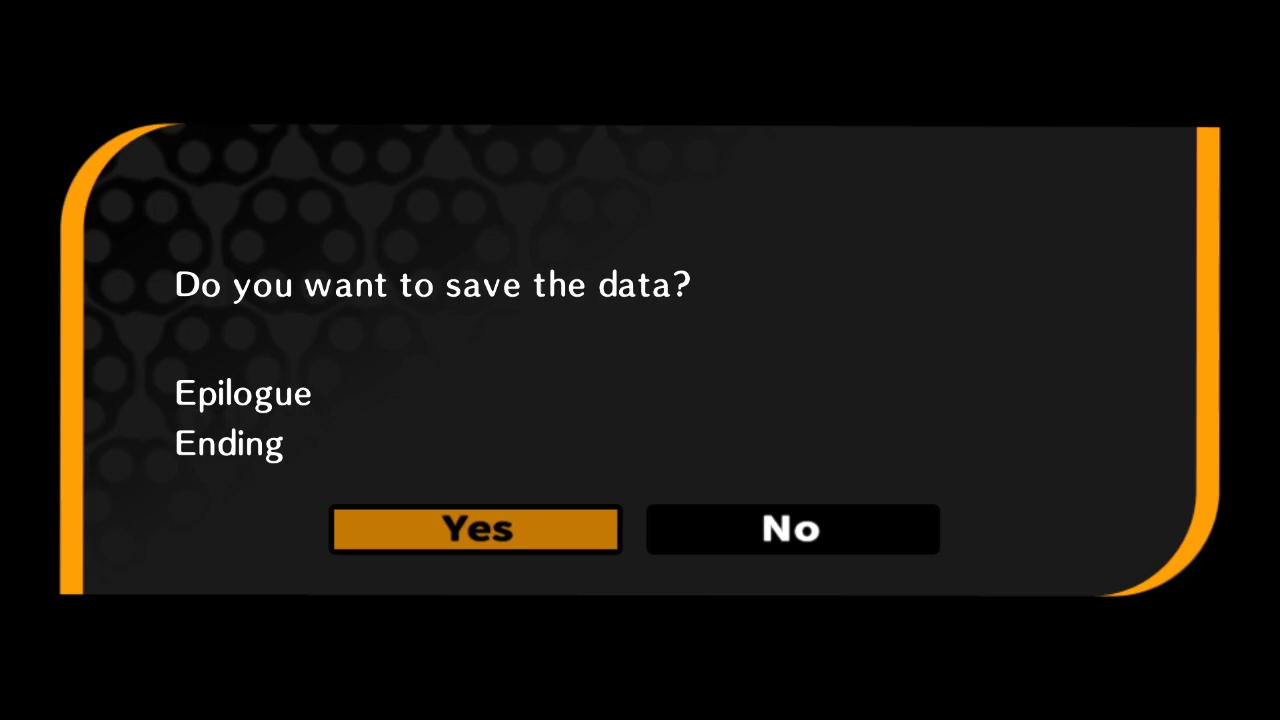 Do you want to save the data?
Epilogue
Ending
Yes
No